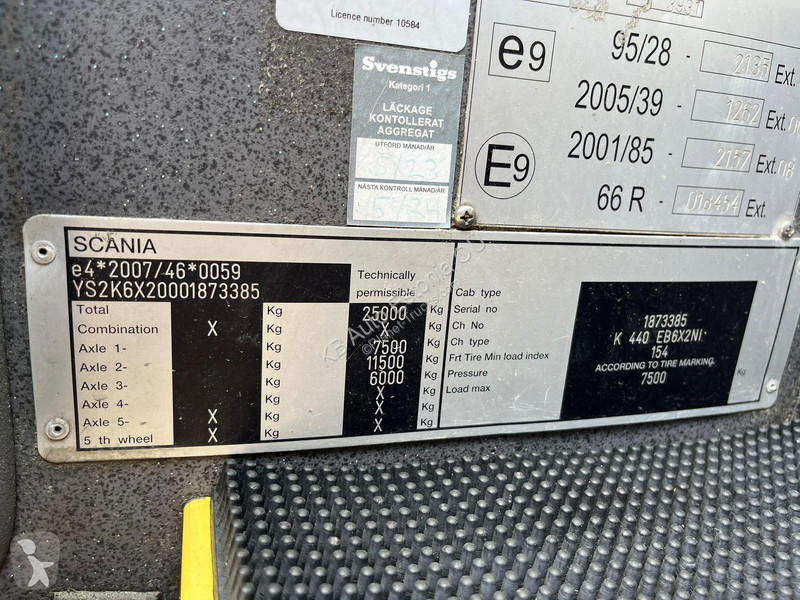 Licence number 10584
Svenstigs
Kategori 1
LÄCKAGE
KONTOLLERAT
AGGREGAT
UTFÖRD MÅNAD/ÅR
NÄSTA KONTROLL MÅNAD/ÅR
e9
95/28 - 2135 Ext.
2005/39 - 1262 Ext.
2001/85 - 2157 Ext. 08
E9
66 R - 018454 Ext.
SCANIA
e4*2007/46*0059
YS2K6X20001873385
Technically
permissible
Total Kg 25000 Kg
Combination X Kg X Kg
Axle 1- Kg 7500 Kg
Axle 2- Kg 11500 Kg
Axle 3- Kg 6000 Kg
Axle 4- Kg X Kg
Axle 5- X Kg X Kg
5 th wheel X Kg X Kg
Cab type
Serial no 1873385
Ch No K 440 EB6X2NI
Ch type 154
Frt Tire Min load index ACCORDING TO TIRE MARKING
Pressure 7500 Kg
Load max